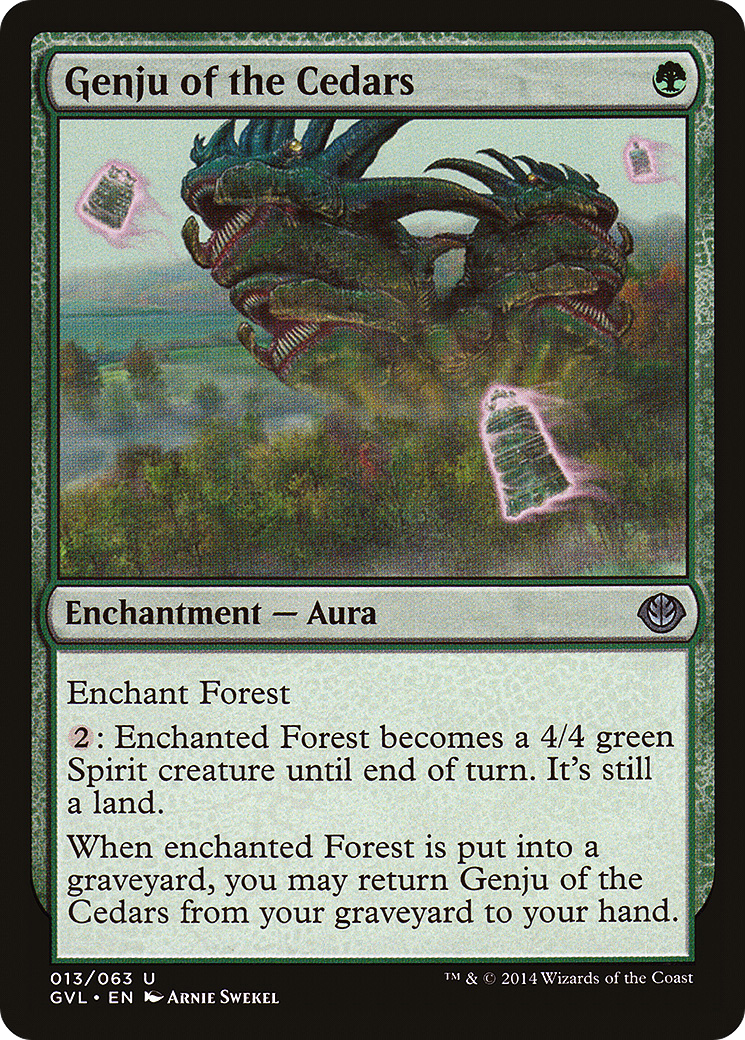 Genju of the Cedars
Enchantment — Aura
Enchant Forest
2: Enchanted Forest becomes a 4/4 green
Spirit creature until end of turn. It's still
a land.
When enchanted Forest is put into a
graveyard, you may return Genju of the
Cedars from your graveyard to your hand.
013/063 U
™ & © 2014 Wizards of the Coast
GVL • EN Arnie Swekel